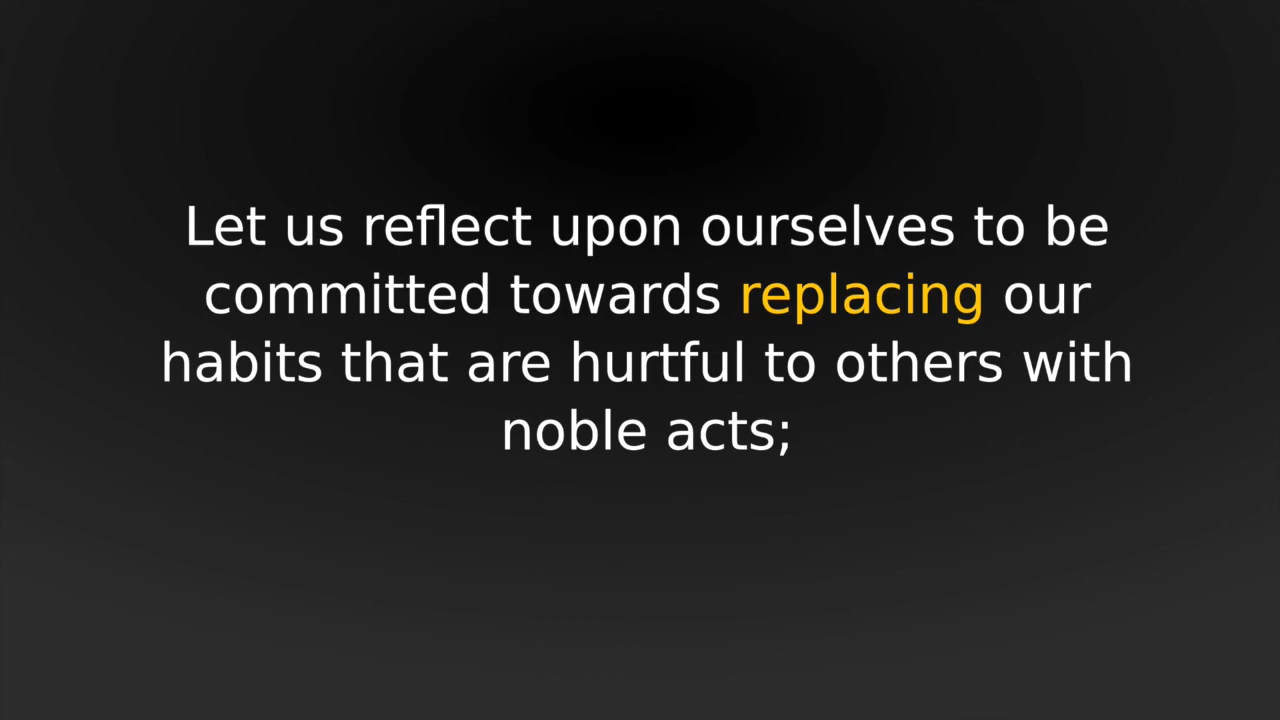 Let us reflect upon ourselves to be
committed towards replacing our
habits that are hurtful to others with
noble acts;